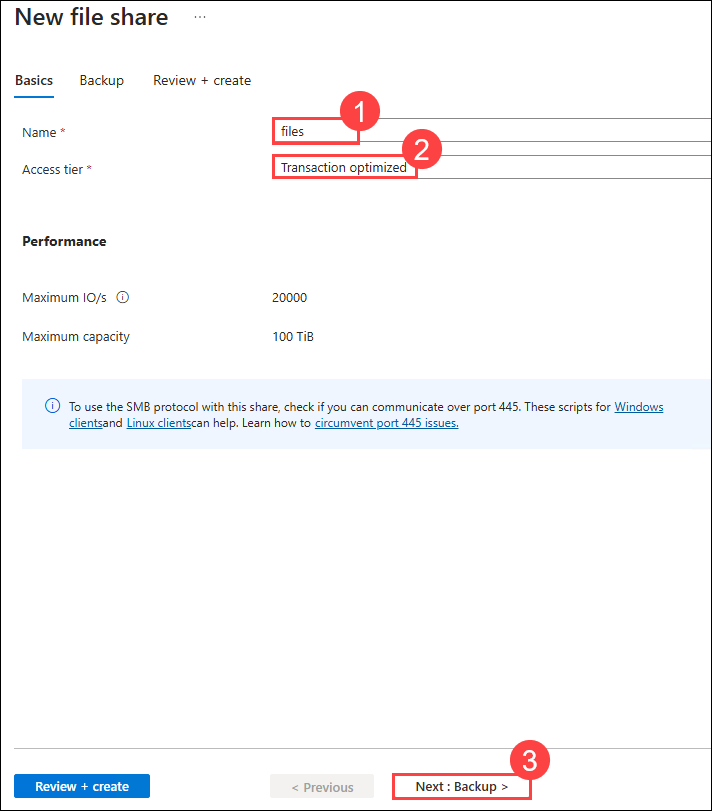 New file share ...
Basics Backup Review + create
1
Name * files
2
Access tier * Transaction optimized
Performance
Maximum IO/s 20000
Maximum capacity 100 TiB
To use the SMB protocol with this share, check if you can communicate over port 445. These scripts for Windows
clientsand Linux clientscan help. Learn how to circumvent port 445 issues.
3
Review + create < Previous Next : Backup >